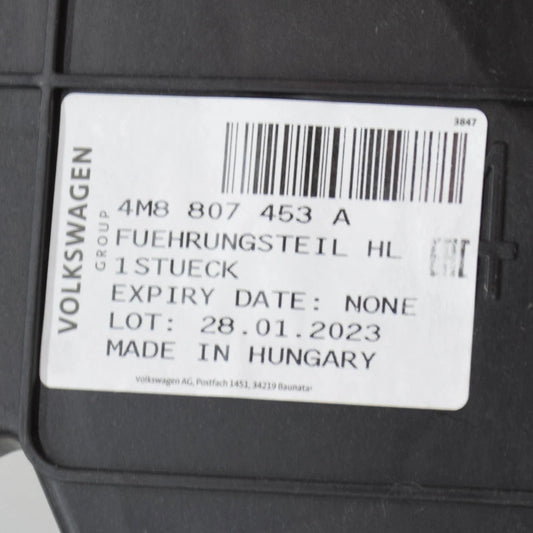 3847
VOLKSWAGEN
GROUP
4M8 807 453 A
FUEHRUNGSTEIL HL
1STUECK
EXPIRY DATE: NONE
LOT: 28.01.2023
MADE IN HUNGARY
EAC
Volkswagen AG, Postfach 1451, 34219 Baunatal